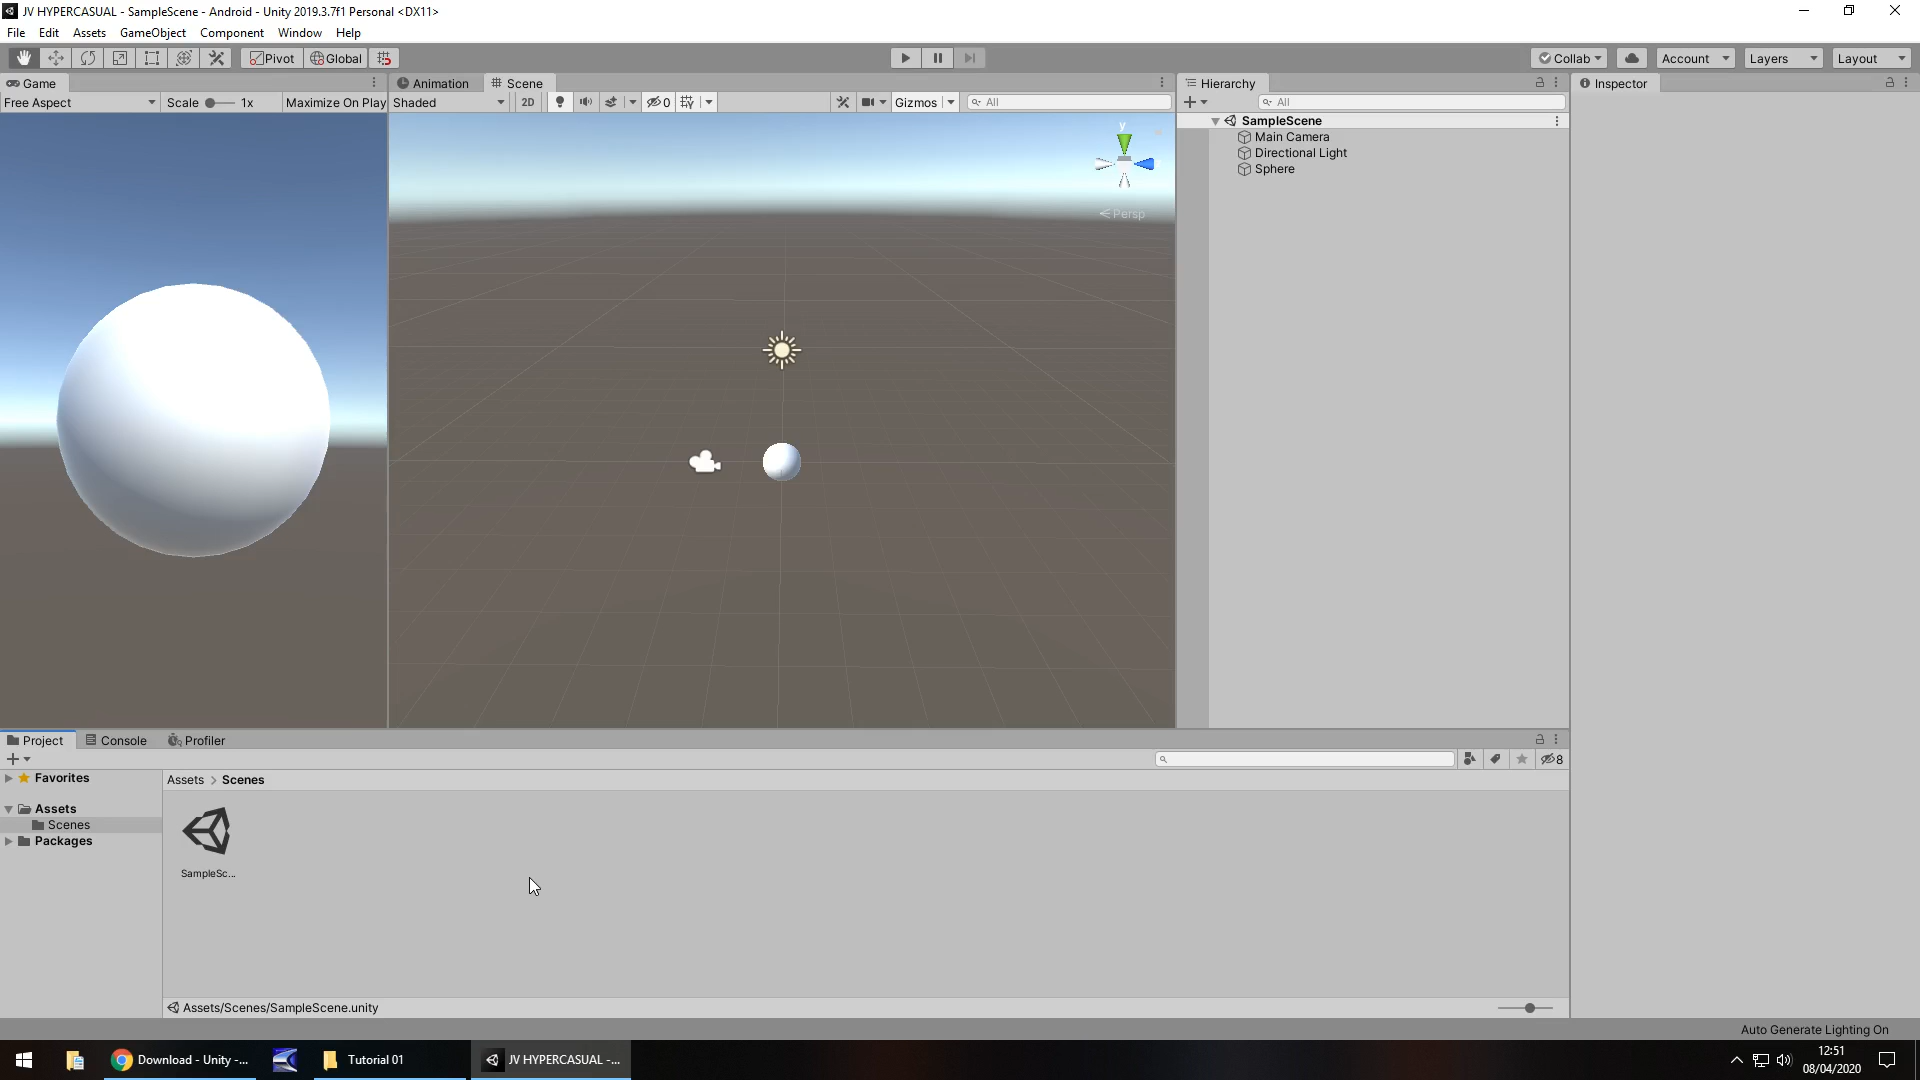 JV HYPERCASUAL - SampleScene - Android - Unity 2019.3.7f1 Personal <DX11>
File Edit Assets GameObject Component Window Help
Pivot Global Collab Account Layers Layout
Game Animation Scene Hierarchy Inspector
Free Aspect Scale 1x Maximize On Play Shaded 2D 0 Gizmos All All
SampleScene
Main Camera
Directional Light
Sphere
y
Persp
Project Console Profiler
8
Favorites
Assets > Scenes
Assets
Scenes
Packages
SampleSc...
Assets/Scenes/SampleScene.unity
Auto Generate Lighting On
Download - Unity -... Tutorial 01 JV HYPERCASUAL -...
12:51
08/04/2020